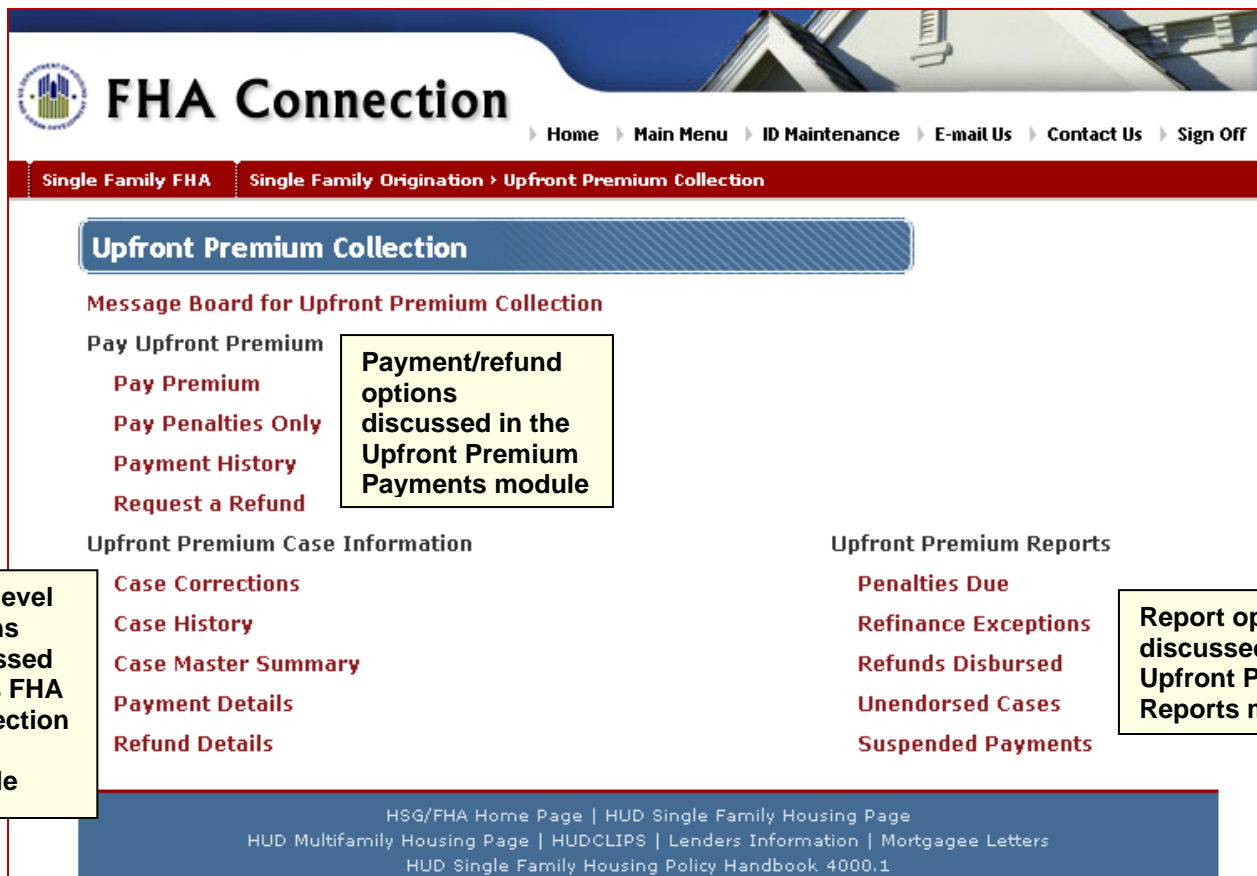 FHA Connection
Home Main Menu ID Maintenance E-mail Us Contact Us Sign Off
Single Family FHA Single Family Origination › Upfront Premium Collection
Upfront Premium Collection
Message Board for Upfront Premium Collection
Pay Upfront Premium
Pay Premium
Pay Penalties Only
Payment History
Request a Refund
Payment/refund
options
discussed in the
Upfront Premium
Payments module
Upfront Premium Case Information
Case Corrections
Case History
Case Master Summary
Payment Details
Refund Details
FHA
Upfront Premium Reports
Penalties Due
Refinance Exceptions
Refunds Disbursed
Unendorsed Cases
Suspended Payments
Report
Upfront
Reports
HSG/FHA Home Page | HUD Single Family Housing Page
HUD Multifamily Housing Page | HUDCLIPS | Lenders Information | Mortgagee Letters
HUD Single Family Housing Policy Handbook 4000.1